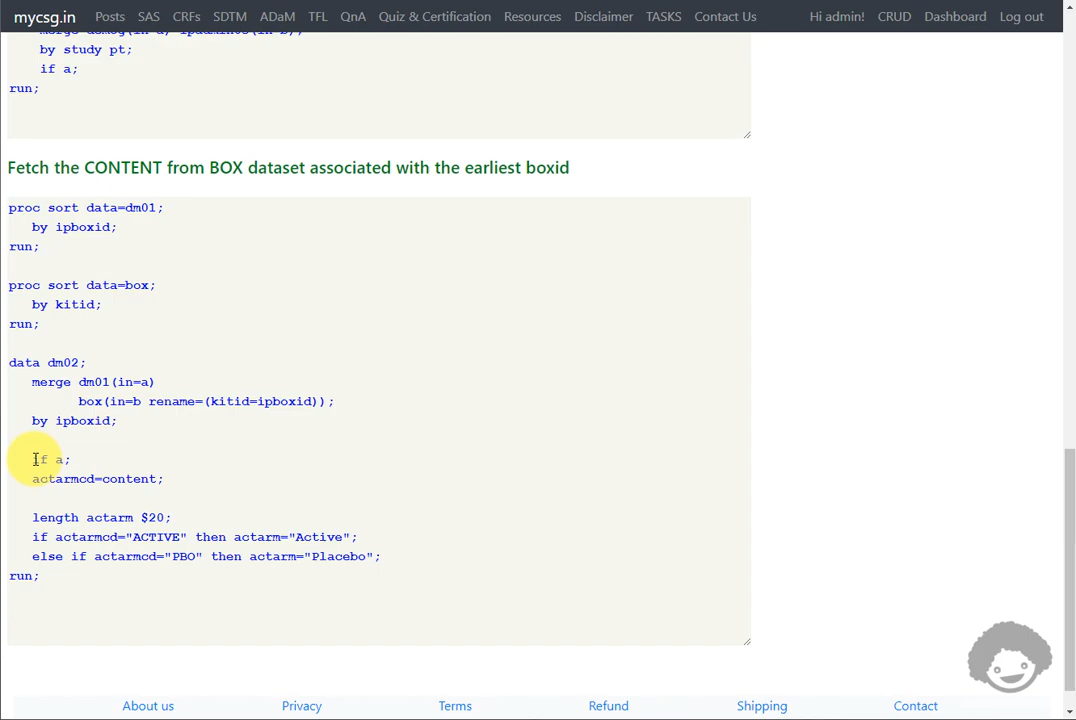 mycsg.in Posts SAS CRFs SDTM ADaM TFL QnA Quiz & Certification Resources Disclaimer TASKS Contact Us Hi admin! CRUD Dashboard Log out
by study pt;
if a;
run;
Fetch the CONTENT from BOX dataset associated with the earliest boxid
proc sort data=dm01;
by ipboxid;
run;
proc sort data=box;
by kitid;
run;
data dm02;
merge dm01(in=a)
box(in=b rename=(kitid=ipboxid));
by ipboxid;
if a;
actarmcd=content;
length actarm $20;
if actarmcd="ACTIVE" then actarm="Active";
else if actarmcd="PBO" then actarm="Placebo";
run;
About us Privacy Terms Refund Shipping Contact